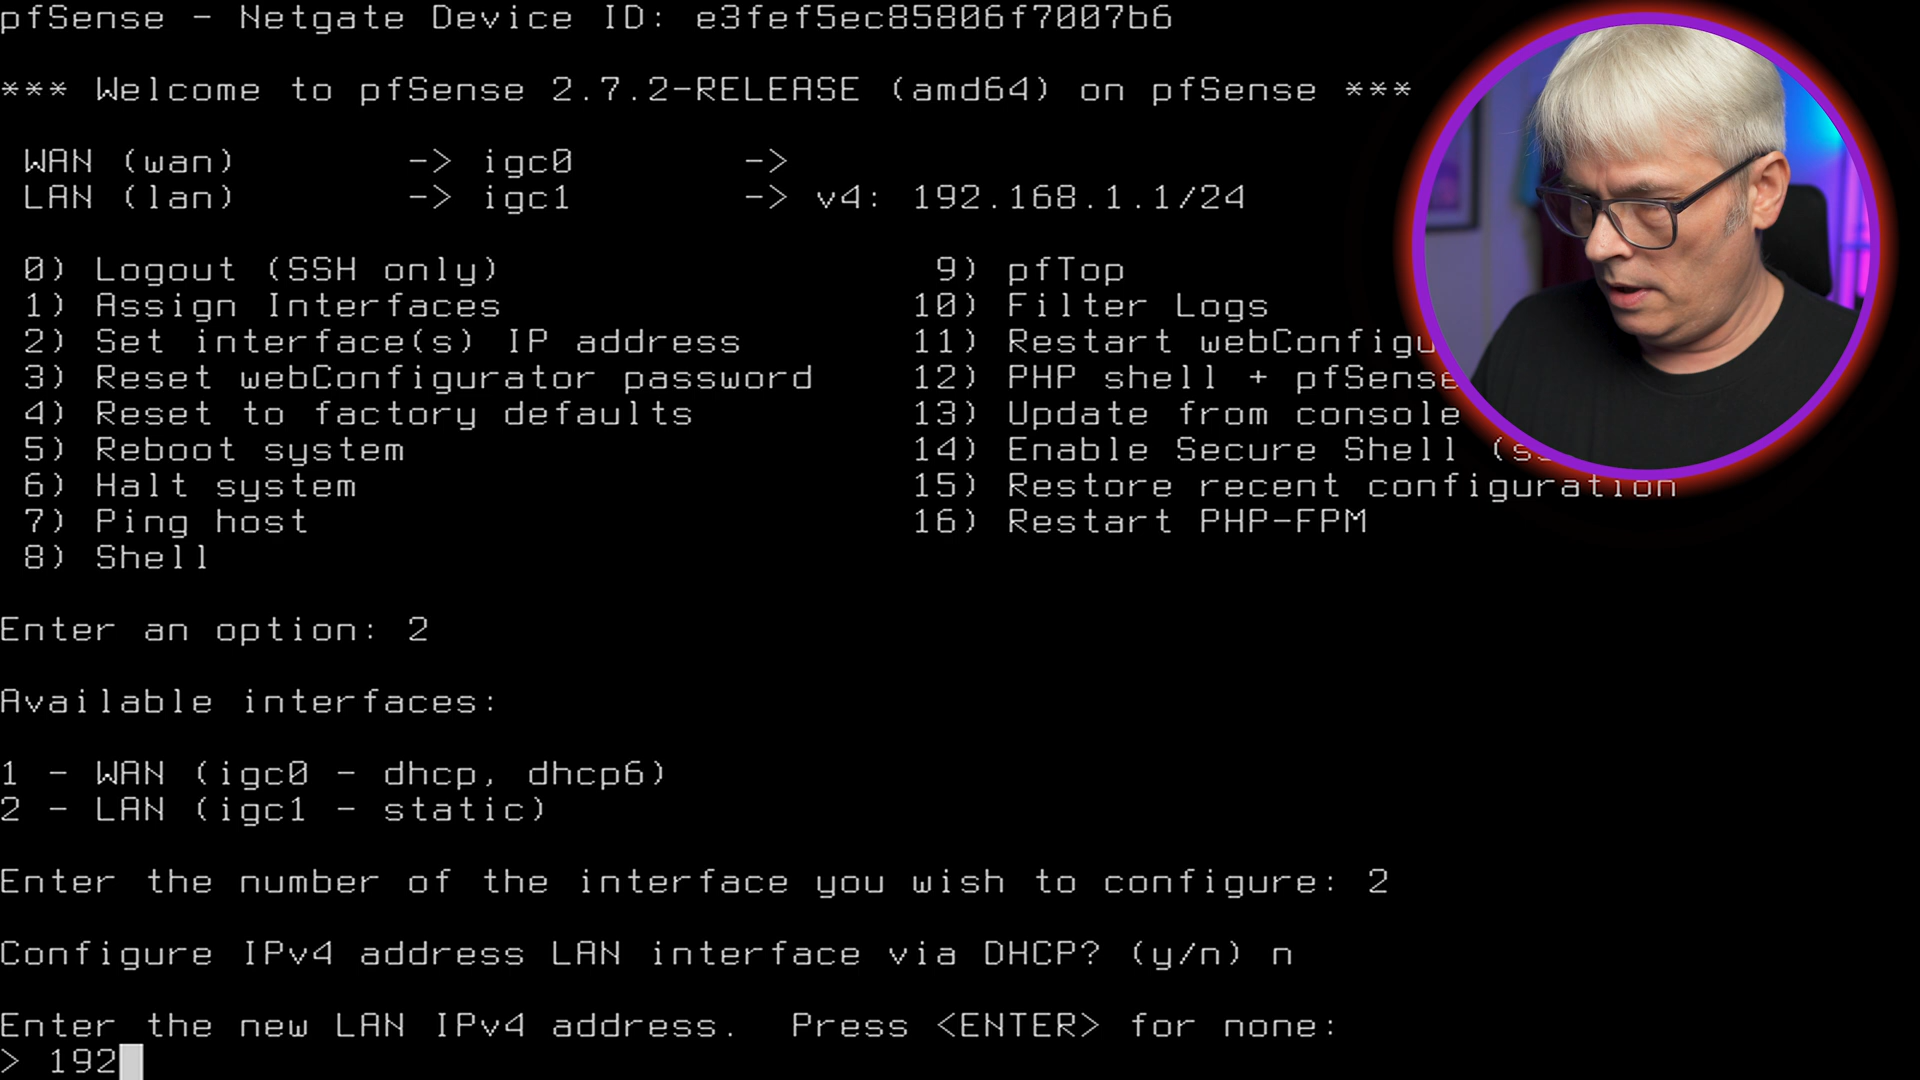 pfSense - Netgate Device ID: e3fef5ec85806f7007b6
*** Welcome to pfSense 2.7.2-RELEASE (amd64) on pfSense ***
WAN (wan) -> igc0 ->
LAN (lan) -> igc1 -> v4: 192.168.1.1/24
0) Logout (SSH only) 9) pfTop
1) Assign Interfaces 10) Filter Logs
2) Set interface(s) IP address 11) Restart webConfigu
3) Reset webConfigurator password 12) PHP shell + pfSense
4) Reset to factory defaults 13) Update from console
5) Reboot system 14) Enable Secure Shell (s
6) Halt system 15) Restore recent configuration
7) Ping host 16) Restart PHP-FPM
8) Shell
Enter an option: 2
Available interfaces:
1 - WAN (igc0 - dhcp, dhcp6)
2 - LAN (igc1 - static)
Enter the number of the interface you wish to configure: 2
Configure IPv4 address LAN interface via DHCP? (y/n) n
Enter the new LAN IPv4 address. Press <ENTER> for none:
> 192